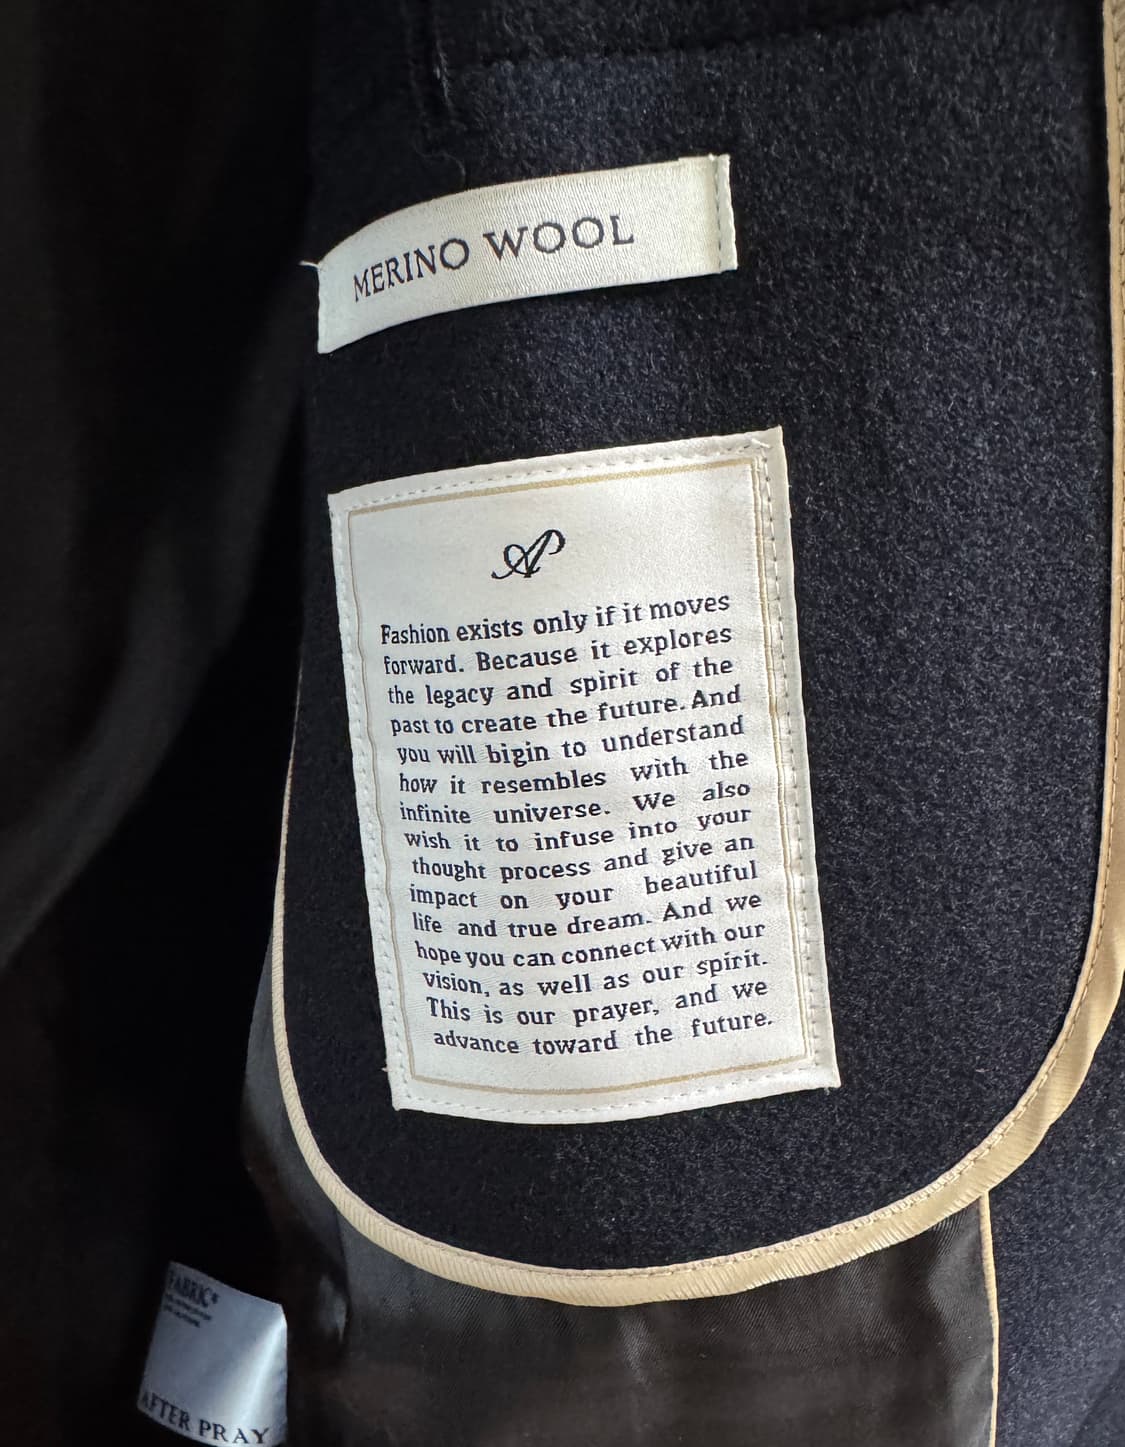 MERINO WOOL
AP
Fashion exists only if it moves
forward. Because it explores
the legacy and spirit of the
past to create the future. And
you will bigin to understand
how it resembles with the
infinite universe. We also
wish it to infuse into your
thought process and give an
impact on your beautiful
life and true dream. And we
hope you can connect with our
vision, as well as our spirit.
This is our prayer, and we
advance toward the future.
FABRIC*
AFTER PRAY